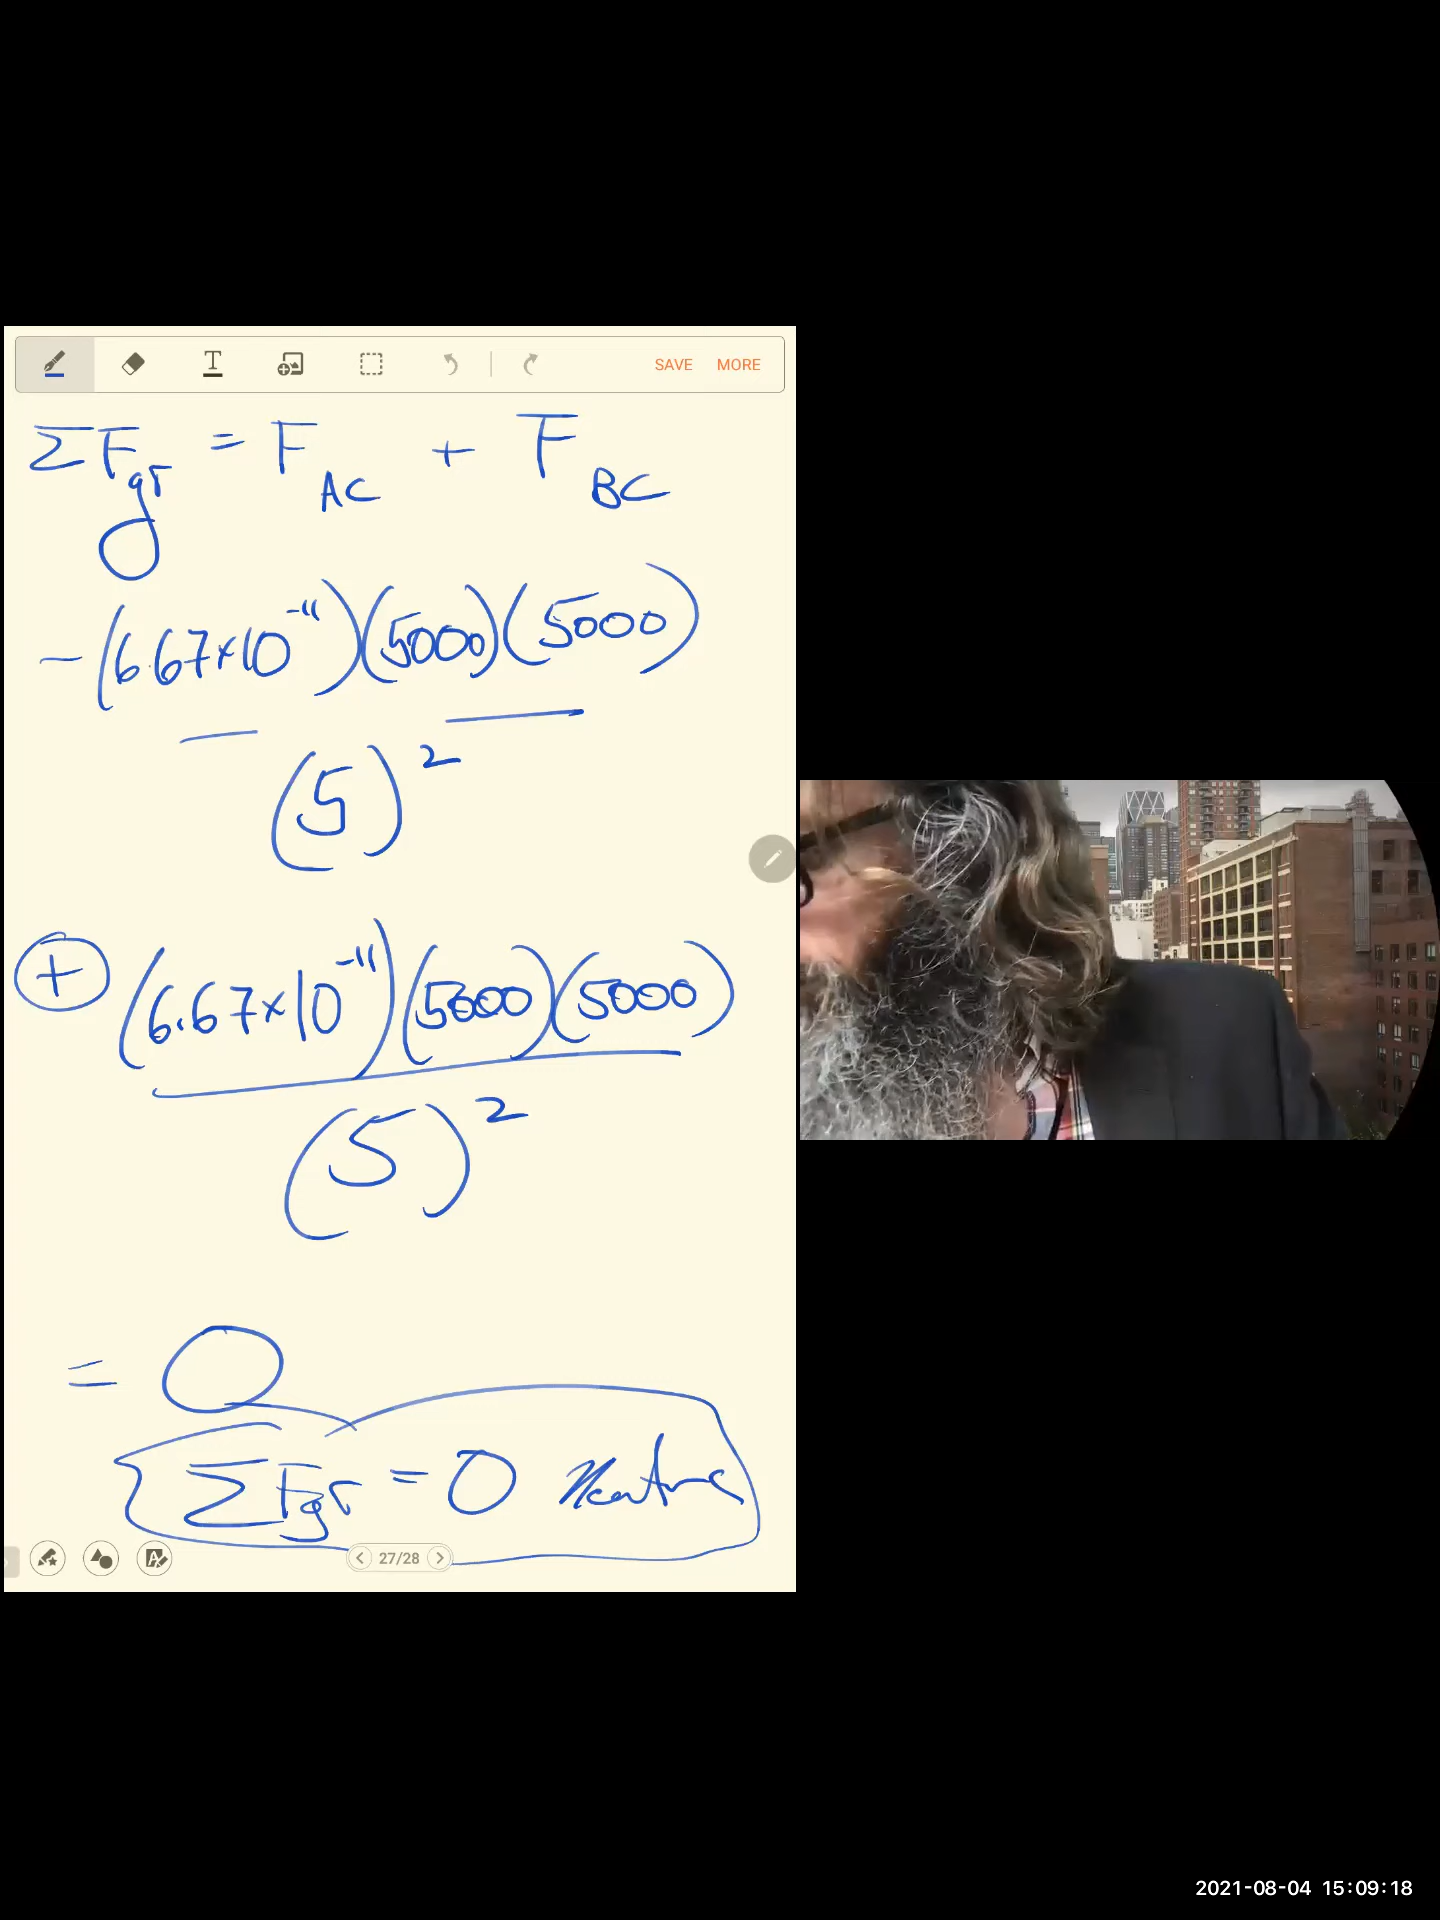 SAVE MORE
ΣFgr = FAC + FBC
-(6.67×10^-11)(5000)(5000)
(5)^2
+ (6.67×10^-11)(5000)(5000)
(5)^2
= 0
ΣFgr = 0 Newtons
27/28
2021-08-04 15:09:18